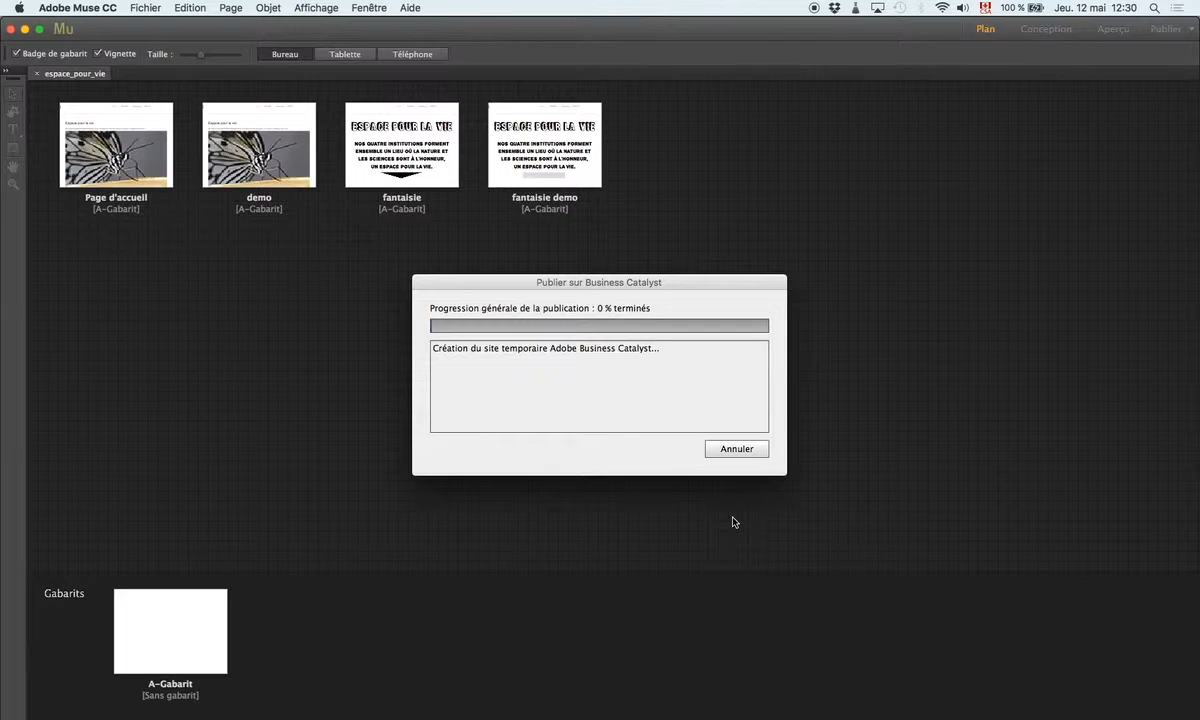 Adobe Muse CC Fichier Edition Page Objet Affichage Fenêtre Aide
100 % Jeu. 12 mai 12:30
Mu
Plan Conception Aperçu Publier
Badge de gabarit Vignette Taille : Bureau Tablette Téléphone
× espace_pour_vie
ESPACE POUR LA VIE
NOS QUATRE INSTITUTIONS FORMENT
ENSEMBLE UN LIEU OÙ LA NATURE ET
LES SCIENCES SONT À L'HONNEUR,
UN ESPACE POUR LA VIE.
ESPACE POUR LA VIE
NOS QUATRE INSTITUTIONS FORMENT
ENSEMBLE UN LIEU OÙ LA NATURE ET
LES SCIENCES SONT À L'HONNEUR,
UN ESPACE POUR LA VIE.
Page d'accueil demo fantaisie fantaisie demo
[A-Gabarit] [A-Gabarit] [A-Gabarit] [A-Gabarit]
Publier sur Business Catalyst
Progression générale de la publication : 0 % terminés
Création du site temporaire Adobe Business Catalyst...
Annuler
Gabarits
A-Gabarit
[Sans gabarit]